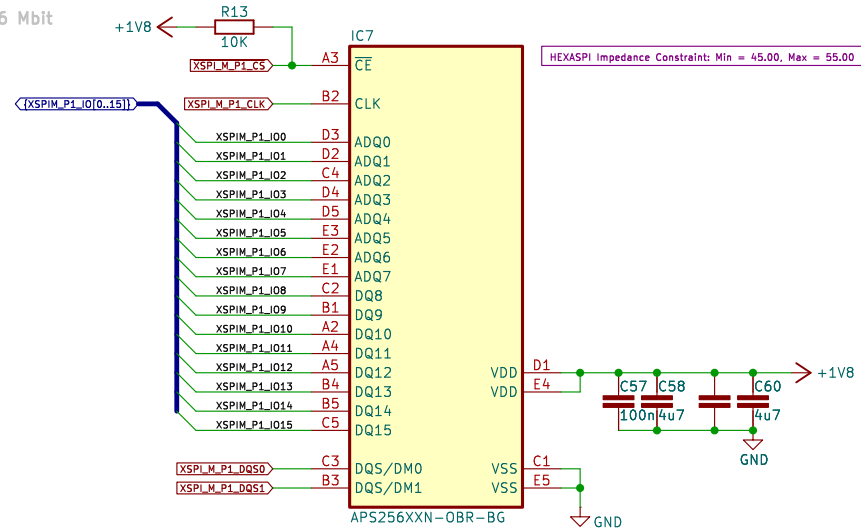 6 Mbit
R13
+1V8
10K
IC7
HEXASPI Impedance Constraint: Min = 45.00, Max = 55.00
XSPI_M_P1_CS A3 CE
{XSPIM_P1_IO[0..15]} XSPI_M_P1_CLK B2 CLK
XSPIM_P1_IO0 D3 ADQ0
XSPIM_P1_IO1 D2 ADQ1
XSPIM_P1_IO2 C4 ADQ2
XSPIM_P1_IO3 D4 ADQ3
XSPIM_P1_IO4 D5 ADQ4
XSPIM_P1_IO5 E3 ADQ5
XSPIM_P1_IO6 E2 ADQ6
XSPIM_P1_IO7 E1 ADQ7
XSPIM_P1_IO8 C2 DQ8
XSPIM_P1_IO9 B1 DQ9
XSPIM_P1_IO10 A2 DQ10
XSPIM_P1_IO11 A4 DQ11
XSPIM_P1_IO12 A5 DQ12 VDD D1 +1V8
XSPIM_P1_IO13 B4 DQ13 VDD E4 C57 C58 C60
XSPIM_P1_IO14 B5 DQ14 100n 4u7 4u7
XSPIM_P1_IO15 C5 DQ15
GND
XSPI_M_P1_DQS0 C3 DQS/DM0 VSS C1
XSPI_M_P1_DQS1 B3 DQS/DM1 VSS E5
APS256XXN-OBR-BG GND